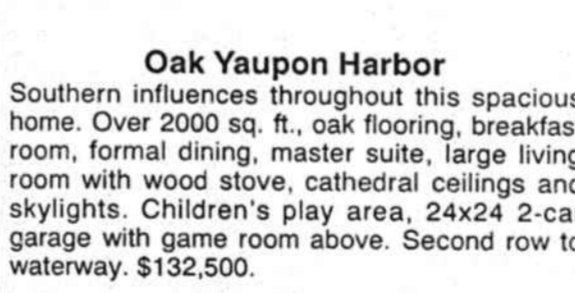 Oak Yaupon Harbor
Southern influences throughout this spacious
home. Over 2000 sq. ft., oak flooring, breakfast
room, formal dining, master suite, large living
room with wood stove, cathedral ceilings and
skylights. Children's play area, 24x24 2-car
garage with game room above. Second row to
waterway. $132,500.